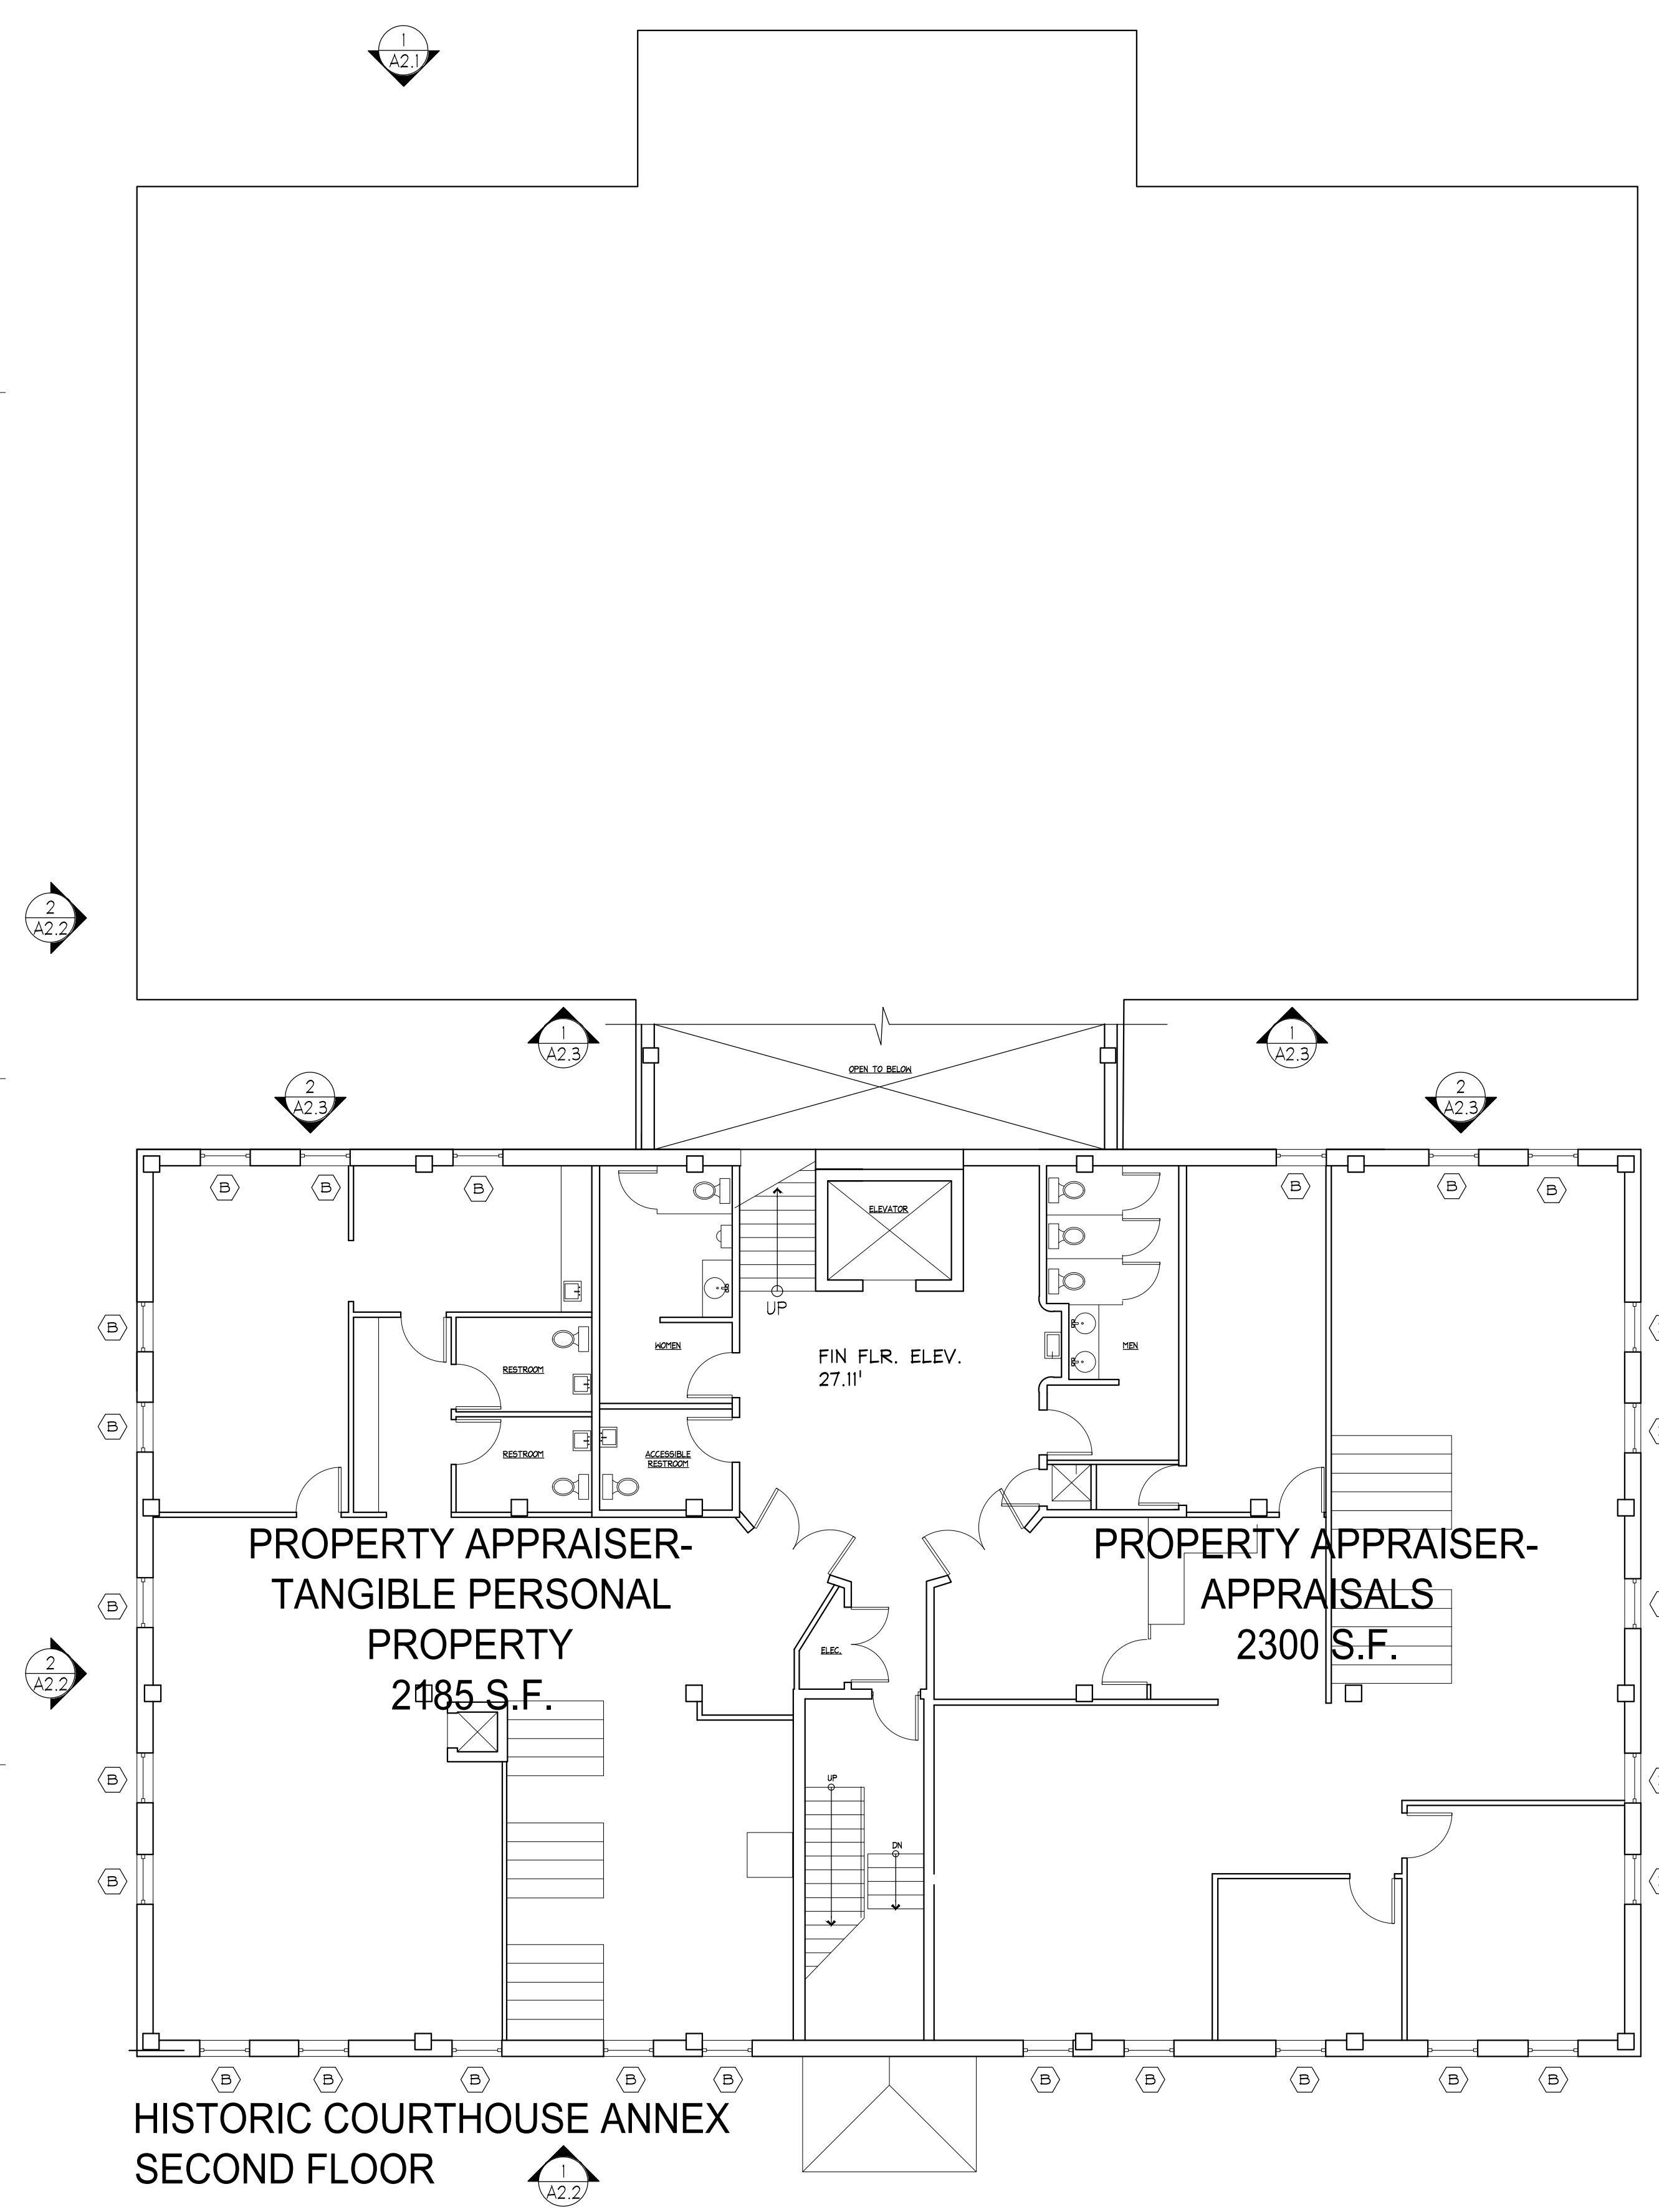 1
A2.1
2
A2.2
1
A2.3
1
A2.3
OPEN TO BELOW
2
A2.3
2
A2.3
B
B
B
B
B
B
ELEVATOR
UP
B
WOMEN
MEN
FIN FLR. ELEV.
27.11'
RESTROOM
B
RESTROOM
ACCESSIBLE
RESTROOM
PROPERTY APPRAISER-
TANGIBLE PERSONAL
PROPERTY
2185 S.F.
PROPERTY APPRAISER-
APPRAISALS
2300 S.F.
B
ELEC.
2
A2.2
B
UP
DN
B
B
B
B
B
B
B
B
B
B
B
HISTORIC COURTHOUSE ANNEX
SECOND FLOOR
1
A2.2